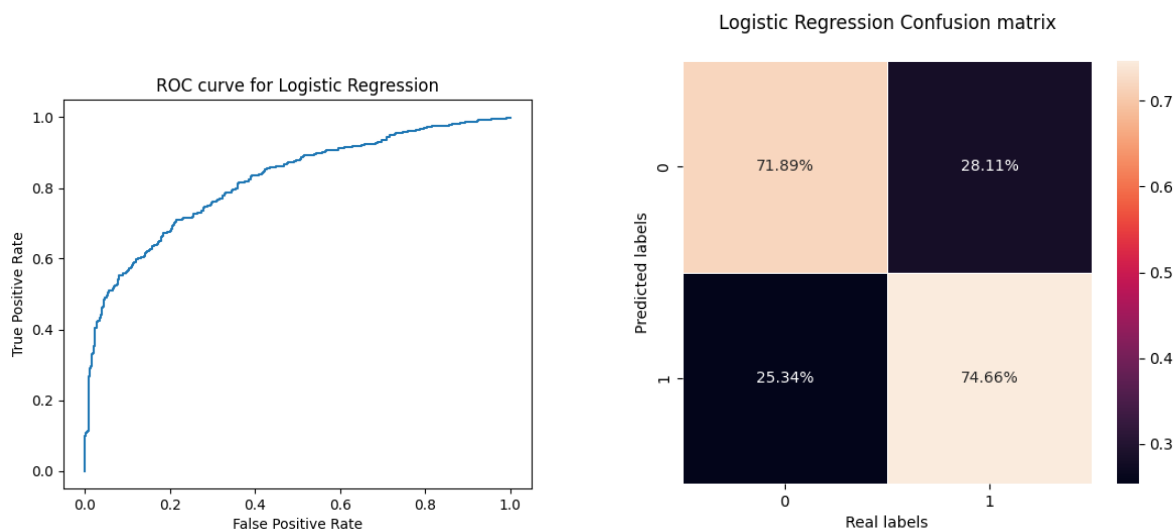 ROC curve for Logistic Regression
1.0
0.8
0.6
0.4
0.2
0.0
True Positive Rate
0.0 0.2 0.4 0.6 0.8 1.0
False Positive Rate
Logistic Regression Confusion matrix
Predicted labels
0
71.89% 28.11%
1
25.34% 74.66%
0 1
Real labels
0.7
0.6
0.5
0.4
0.3